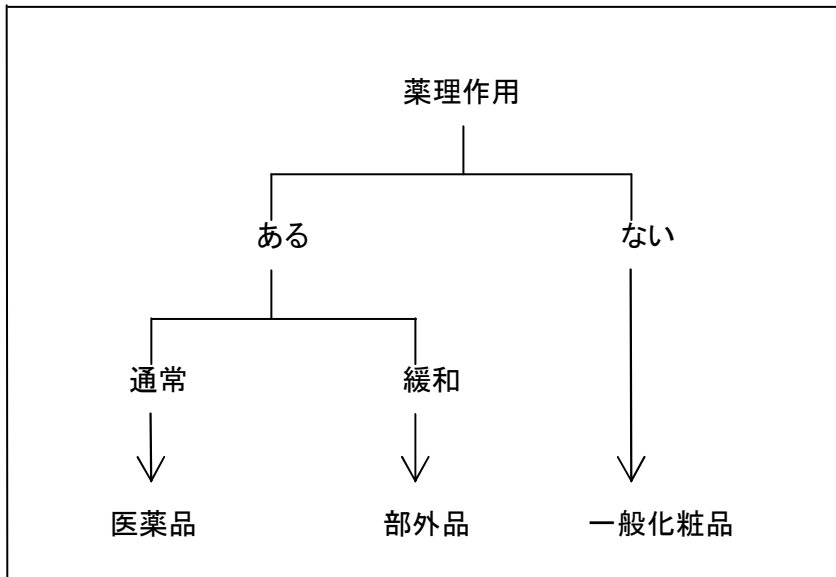 薬理作用
ある
ない
通常
緩和
医薬品
部外品
一般化粧品